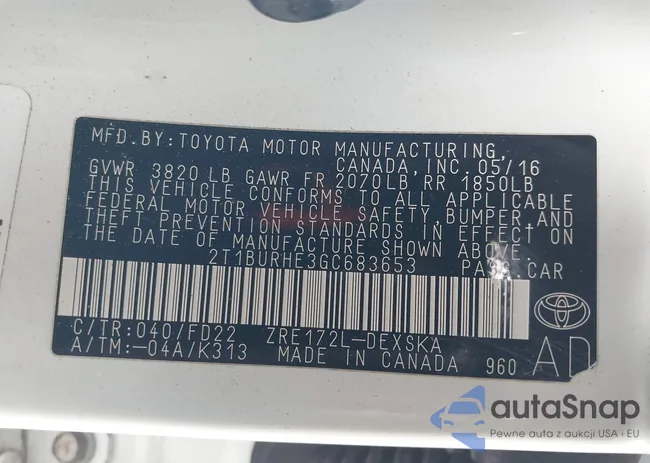 MFD. BY: TOYOTA MOTOR MANUFACTURING,
CANADA, INC. 05/16
GVWR 3820 LB GAWR FR 2070LB, RR 1850LB
THIS VEHICLE CONFORMS TO ALL APPLICABLE
FEDERAL MOTOR VEHICLE SAFETY, BUMPER, AND
THEFT PREVENTION STANDARDS IN EFFECT ON
THE DATE OF MANUFACTURE SHOWN ABOVE.
2T1BURHE3GC683653 PASS. CAR
C/TR: 040/FD22 ZRE172L-DEXSKA
A/TM: -04A/K313 MADE IN CANADA 960 AD
autaSnap
Pewne auta z aukcji USA i EU